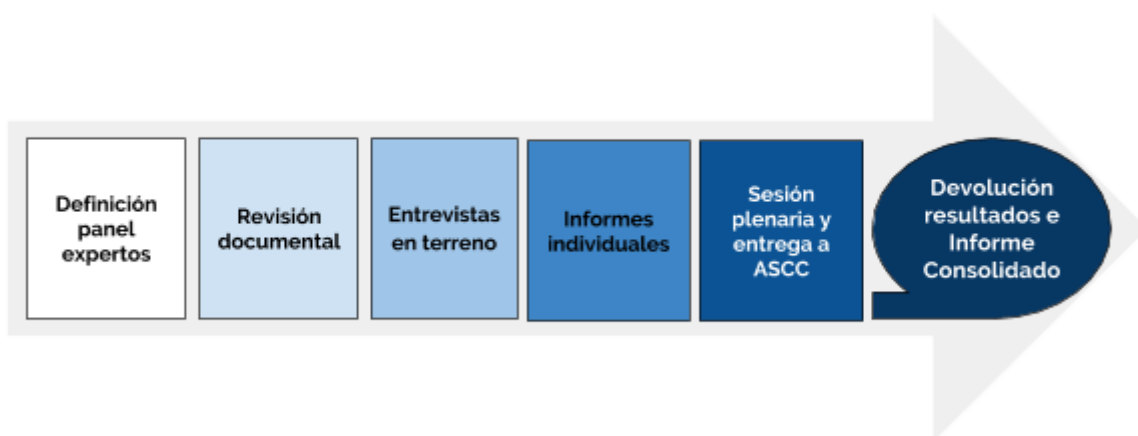 Definición
panel
expertos
Revisión
documental
Entrevistas
en terreno
Informes
individuales
Sesión
plenaria y
entrega a
ASCC
Devolución
resultados e
Informe
Consolidado